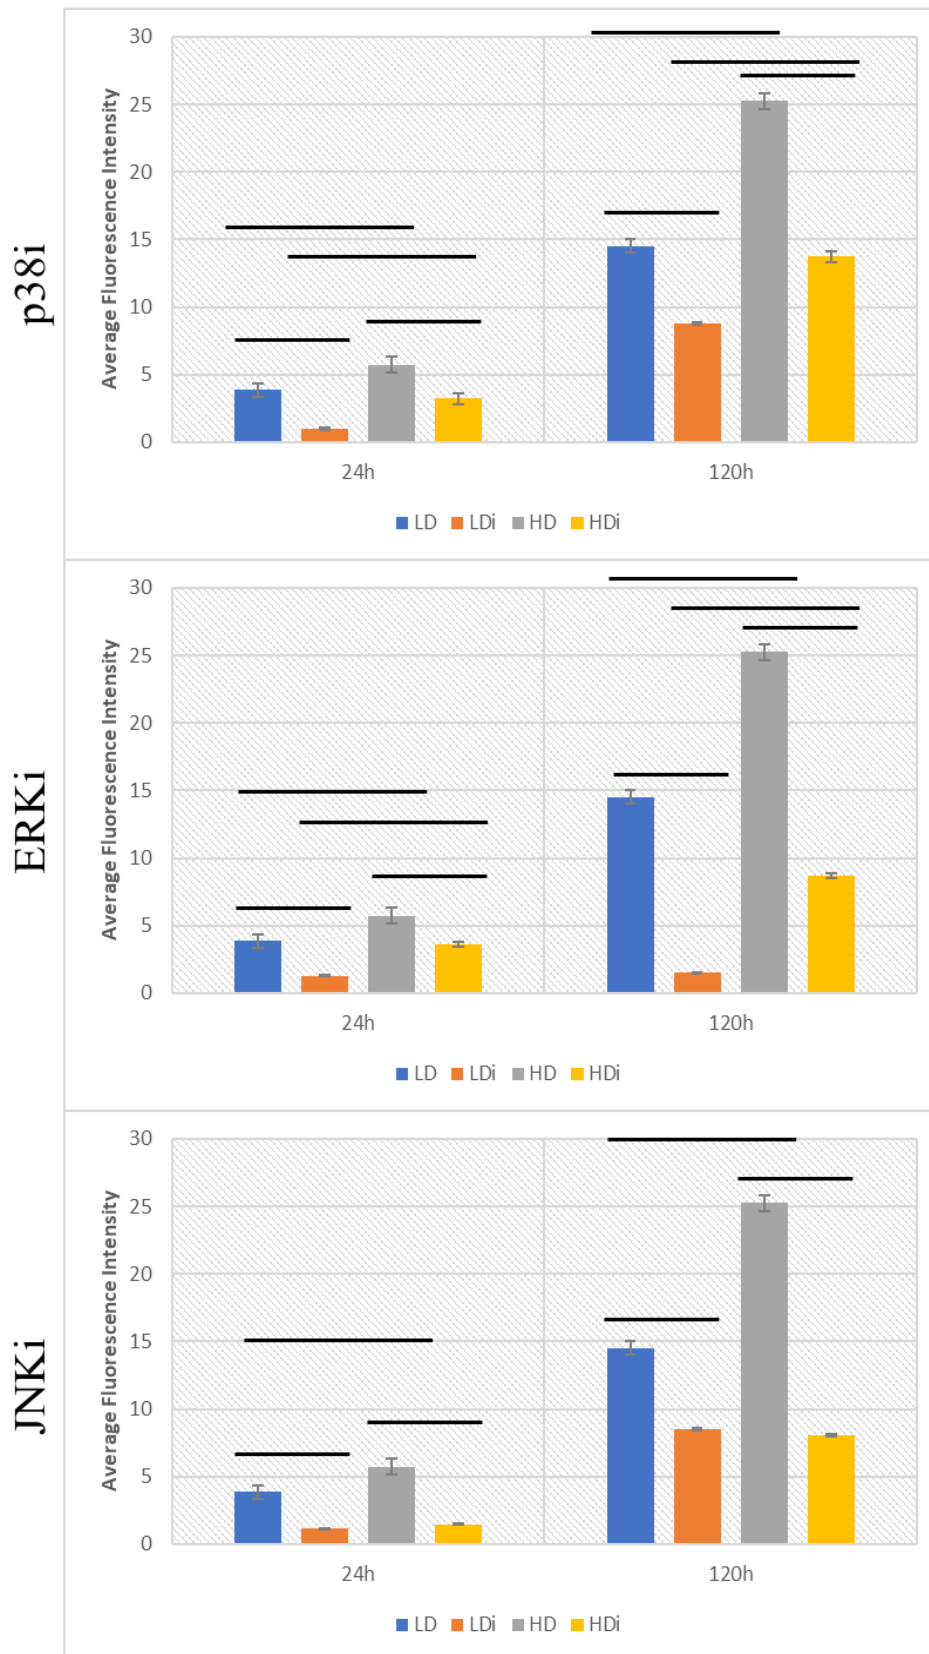 p38i
Average Fluorescence Intensity
30
25
20
15
10
5
0
24h 120h
LD LDi HD HDi
ERKi
Average Fluorescence Intensity
30
25
20
15
10
5
0
24h 120h
LD LDi HD HDi
JNKi
Average Fluorescence Intensity
30
25
20
15
10
5
0
24h 120h
LD LDi HD HDi